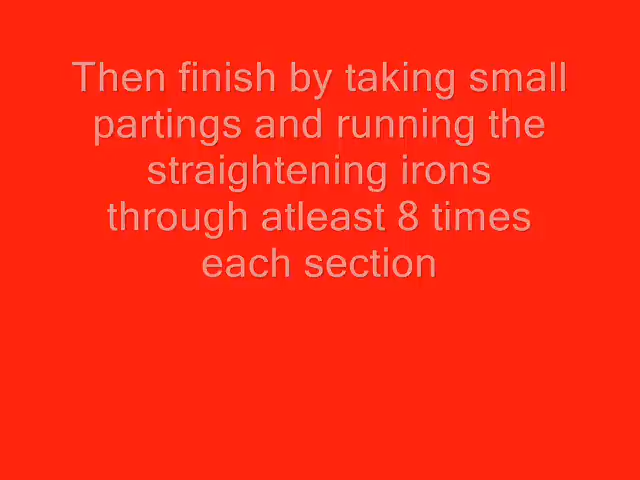 Then finish by taking small
partings and running the
straightening irons
through atleast 8 times
each section